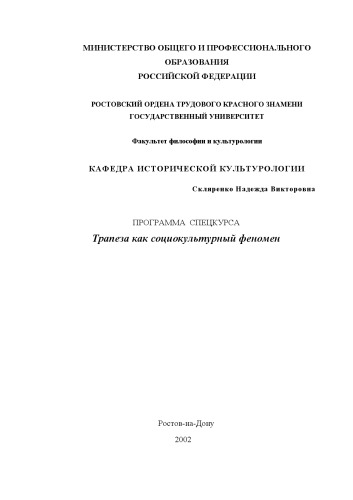 МИНИСТЕРСТВО ОБЩЕГО И ПРОФЕССИОНАЛЬНОГО
ОБРАЗОВАНИЯ
РОССИЙСКОЙ ФЕДЕРАЦИИ
РОСТОВСКИЙ ОРДЕНА ТРУДОВОГО КРАСНОГО ЗНАМЕНИ
ГОСУДАРСТВЕННЫЙ УНИВЕРСИТЕТ
Факультет философии и культурологии
КАФЕДРА ИСТОРИЧЕСКОЙ КУЛЬТУРОЛОГИИ
Скляренко Надежда Викторовна
ПРОГРАММА СПЕЦКУРСА
Трапеза как социокультурный феномен
Ростов-на-Дону
2002